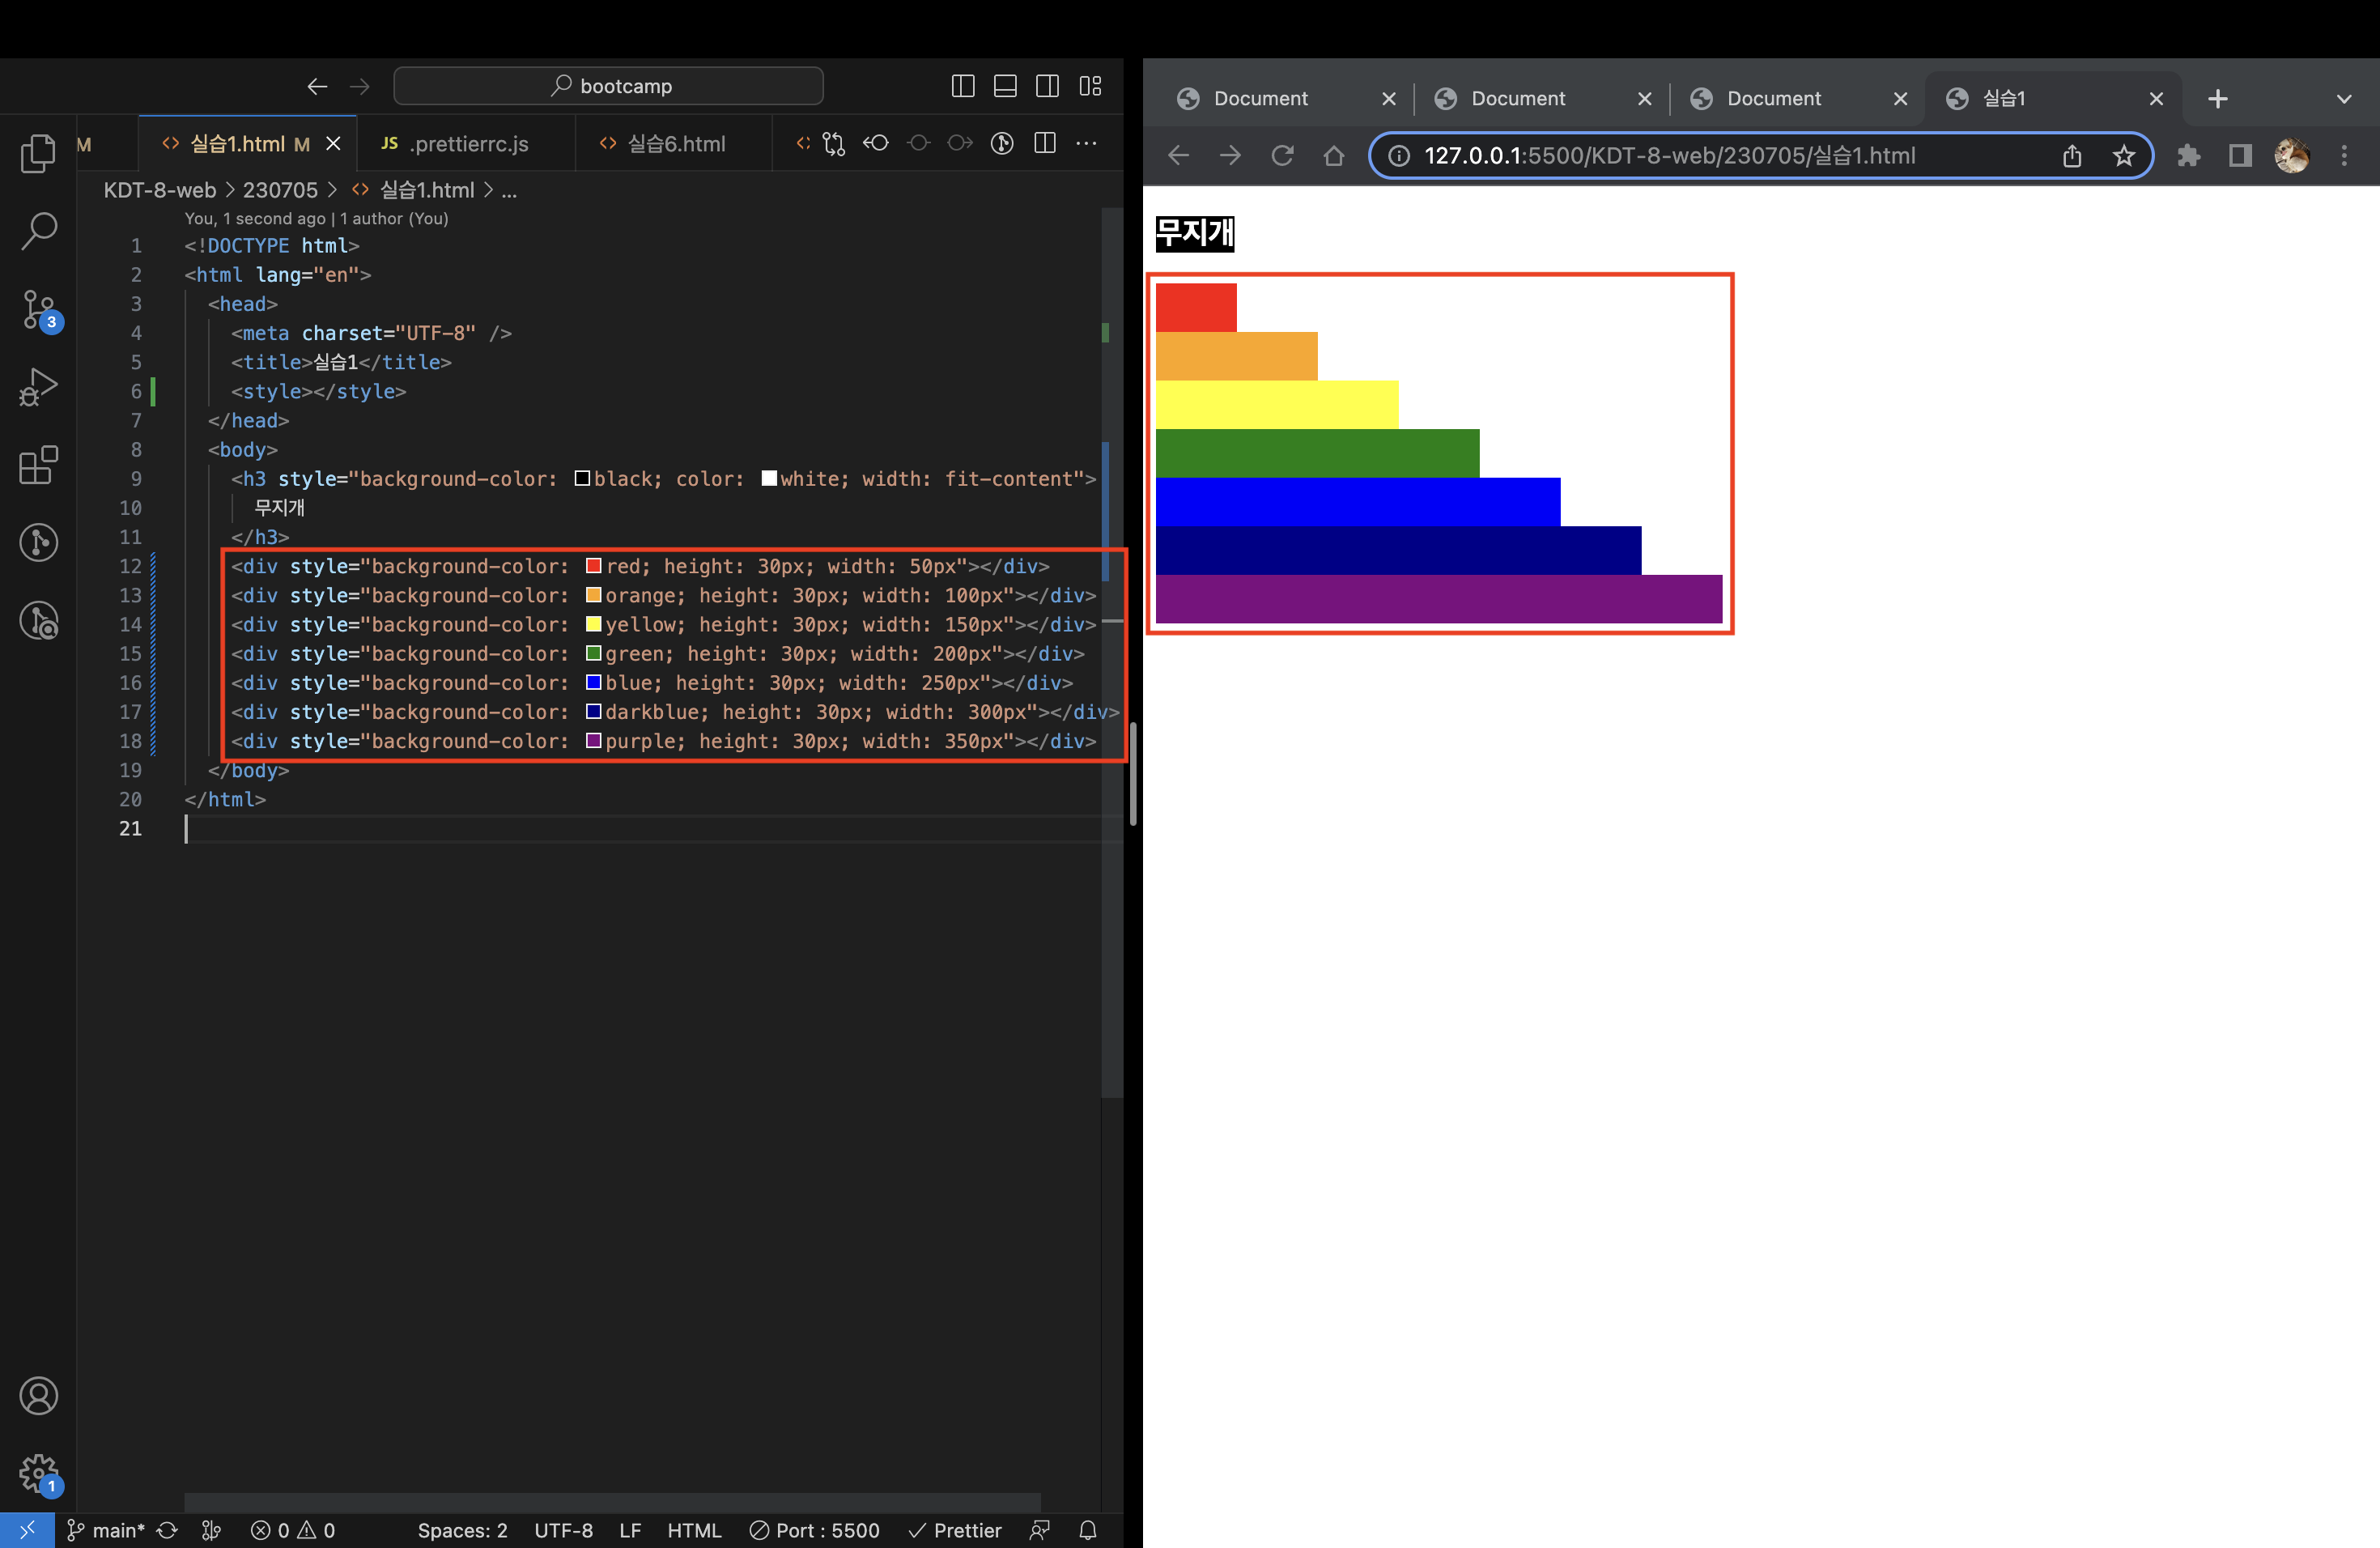 bootcamp
M
실습1.html M
JS .prettierrc.js
실습6.html
KDT-8-web > 230705 > 실습1.html > ...
You, 1 second ago | 1 author (You)
1 <!DOCTYPE html>
2 <html lang="en">
3 <head>
4 <meta charset="UTF-8" />
5 <title>실습1</title>
6 <style></style>
7 </head>
8 <body>
9 <h3 style="background-color: black; color: white; width: fit-content">
10 무지개
11 </h3>
12 <div style="background-color: red; height: 30px; width: 50px"></div>
13 <div style="background-color: orange; height: 30px; width: 100px"></div>
14 <div style="background-color: yellow; height: 30px; width: 150px"></div>
15 <div style="background-color: green; height: 30px; width: 200px"></div>
16 <div style="background-color: blue; height: 30px; width: 250px"></div>
17 <div style="background-color: darkblue; height: 30px; width: 300px"></div>
18 <div style="background-color: purple; height: 30px; width: 350px"></div>
19 </body>
20 </html>
21
3
1
main* 0 0 Spaces: 2 UTF-8 LF HTML Port : 5500 Prettier
Document
Document
Document
실습1
127.0.0.1:5500/KDT-8-web/230705/실습1.html
무지개